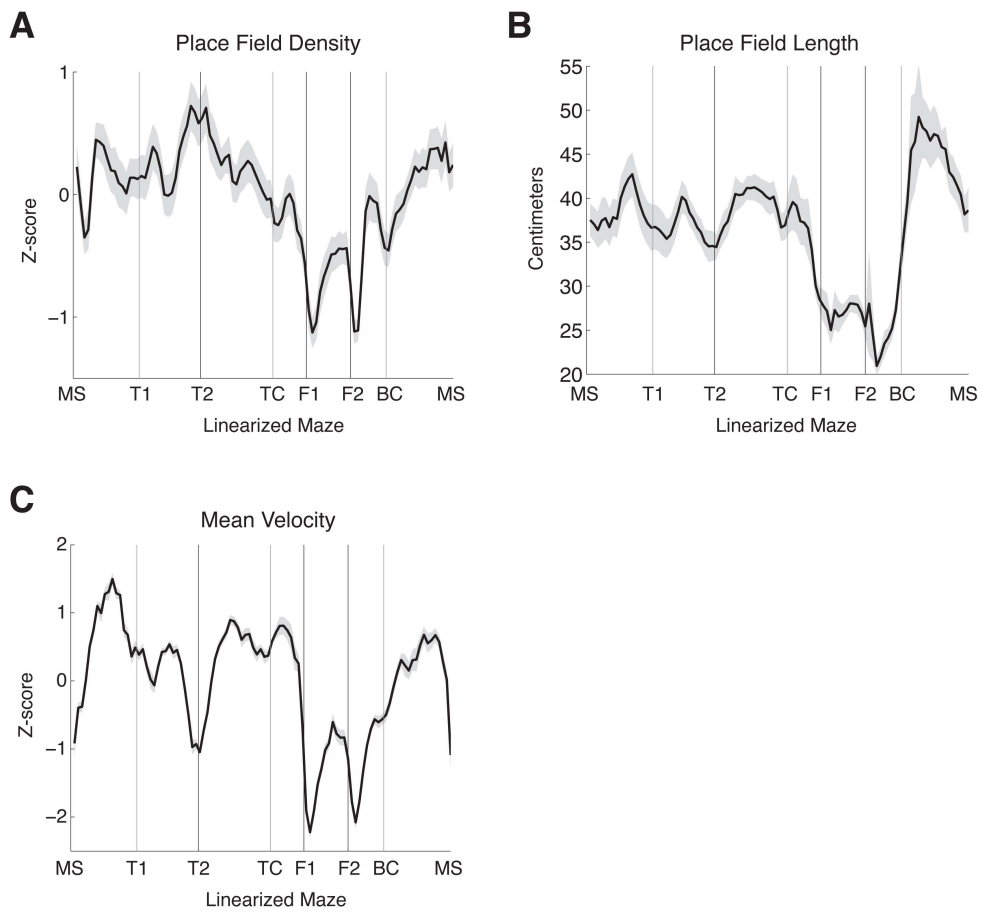 A
Place Field Density
1
0
−1
Z-score
MS T1 T2 TC F1 F2 BC MS
Linearized Maze
B
Place Field Length
55
50
45
40
35
30
25
20
Centimeters
MS T1 T2 TC F1 F2 BC MS
Linearized Maze
C
Mean Velocity
2
1
0
−1
−2
Z-score
MS T1 T2 TC F1 F2 BC MS
Linearized Maze